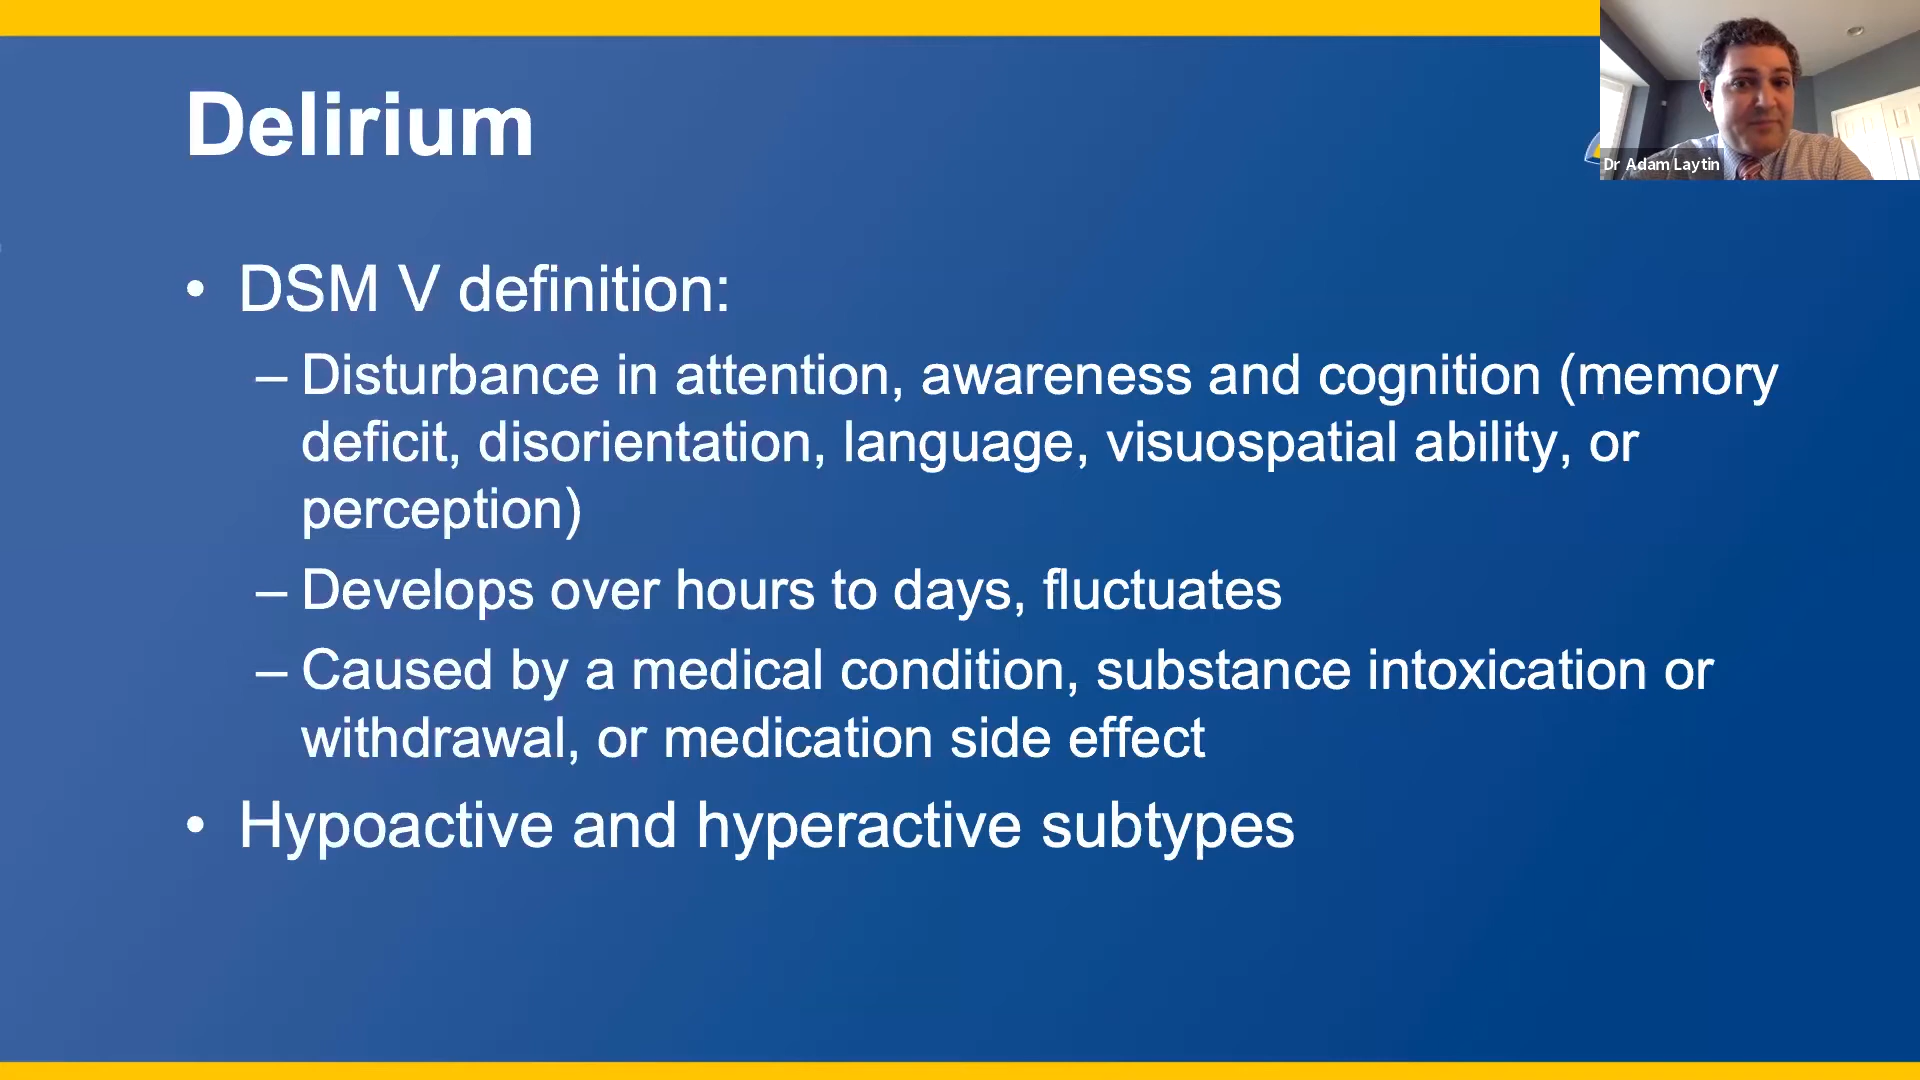 Delirium
Dr Adam Laytin
• DSM V definition:
– Disturbance in attention, awareness and cognition (memory
deficit, disorientation, language, visuospatial ability, or
perception)
– Develops over hours to days, fluctuates
– Caused by a medical condition, substance intoxication or
withdrawal, or medication side effect
• Hypoactive and hyperactive subtypes